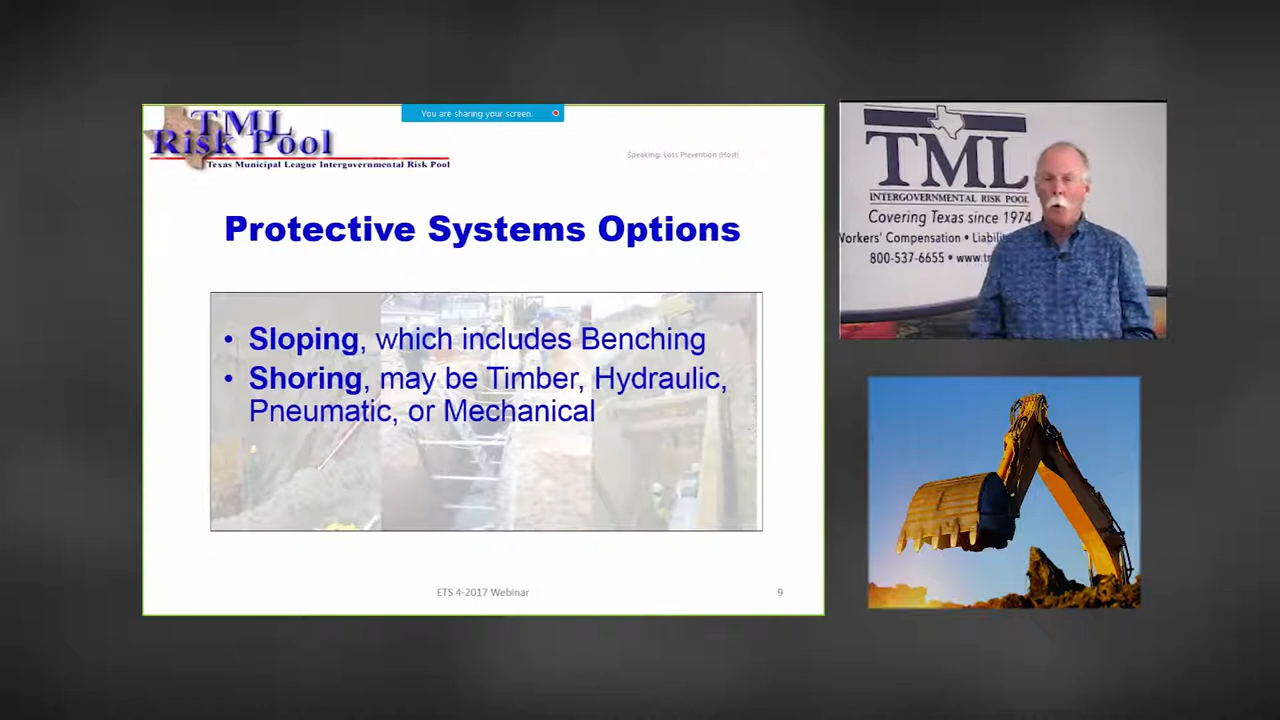 You are sharing your screen.
TML
Risk Pool
Texas Municipal League Intergovernmental Risk Pool
Speaking: Loss Prevention (Host)
Protective Systems Options
• Sloping, which includes Benching
• Shoring, may be Timber, Hydraulic,
Pneumatic, or Mechanical
ETS 4-2017 Webinar
9
TML
INTERGOVERNMENTAL RISK POOL
Covering Texas since 1974
Workers' Compensation •
800-537-6655 •